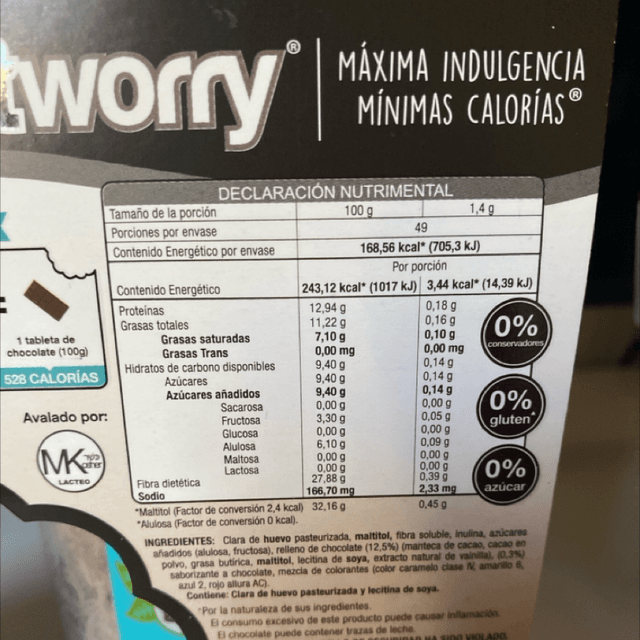 worry®
MÁXIMA INDULGENCIA
MÍNIMAS CALORÍAS®
DECLARACIÓN NUTRIMENTAL
Tamaño de la porción 100 g 1,4 g
Porciones por envase 49
Contenido Energético por envase 168,56 kcal* (705,3 kJ)
Por porción
Contenido Energético 243,12 kcal* (1017 kJ) 3,44 kcal* (14,39 kJ)
Proteínas 12,94 g 0,18 g
Grasas totales 11,22 g 0,16 g
Grasas saturadas 7,10 g 0,10 g
Grasas Trans 0,00 mg 0,00 mg
Hidratos de carbono disponibles 9,40 g 0,14 g
Azúcares 9,40 g 0,14 g
Azúcares añadidos 9,40 g 0,14 g
Sacarosa 0,00 g 0,00 g
Fructosa 3,30 g 0,05 g
Glucosa 0,00 g 0,00 g
Alulosa 6,10 g 0,09 g
Maltosa 0,00 g 0,00 g
Lactosa 0,00 g 0,00 g
Fibra dietética 27,88 g 0,39 g
Sodio 166,70 mg 2,33 mg
*Maltitol (Factor de conversión 2,4 kcal) 32,16 g 0,45 g
*Alulosa (Factor de conversión 0 kcal).
0%
conservadores
0%
gluten*
0%
azúcar
=
1 tableta de
chocolate (100g)
528 CALORÍAS
Avalado por:
MK
LACTEO
INGREDIENTES: Clara de huevo pasteurizada, maltitol, fibra soluble, inulina, azúcares
añadidos (alulosa, fructosa), relleno de chocolate (12,5%) (manteca de cacao, cacao en
polvo, grasa butírica, maltitol, lecitina de soya, extracto natural de vainilla), (0,3%)
saborizante a chocolate, mezcla de colorantes (color caramelo clase IV, amarillo 6,
azul 2, rojo allura AC).
Contiene: Clara de huevo pasteurizada y lecitina de soya.
*Por la naturaleza de sus ingredientes.
El consumo excesivo de este producto puede causar inflamación.
El chocolate puede contener trazas de leche.